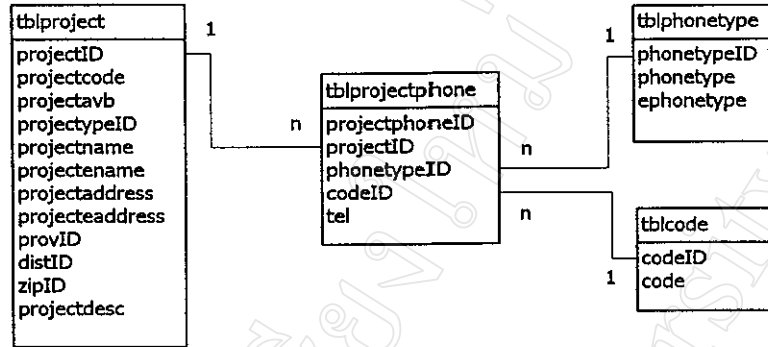 tblproject
projectID
projectcode
projectavb
projectypeID
projectname
projectename
projectaddress
projecteaddress
provID
distID
zipID
projectdesc
1
n
tblprojectphone
projectphoneID
projectID
phonetypeID
codeID
tel
1
n
n
1
tblphonetype
phonetypeID
phonetype
ephonetype
tblcode
codeID
code